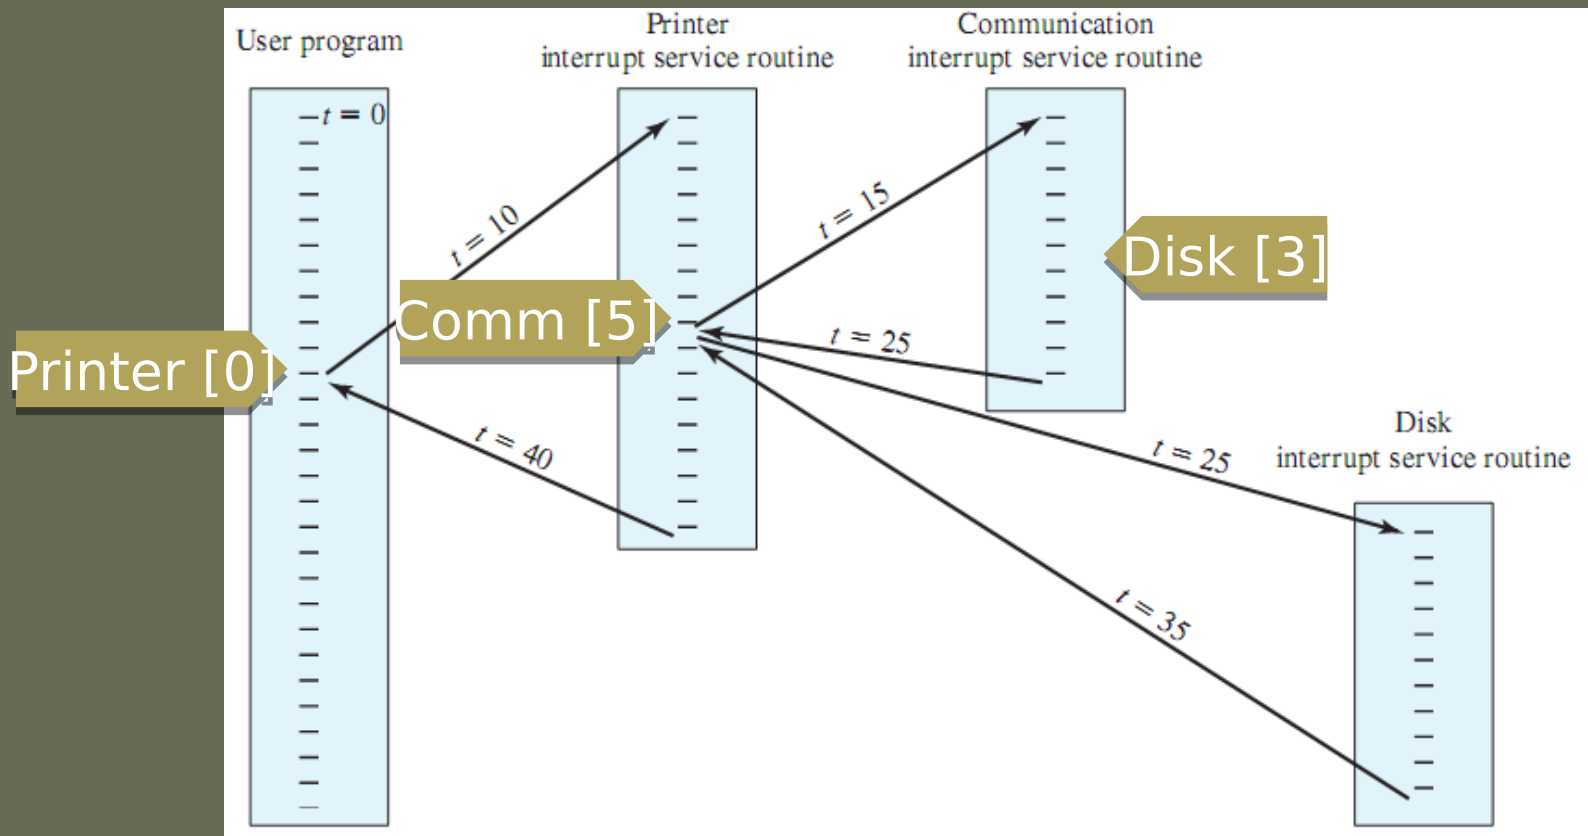 User program
Printer
interrupt service routine
Communication
interrupt service routine
t = 0
t = 10
t = 15
Disk [3]
Comm [5]
Printer [0]
t = 25
t = 40
t = 25
Disk
interrupt service routine
t = 35